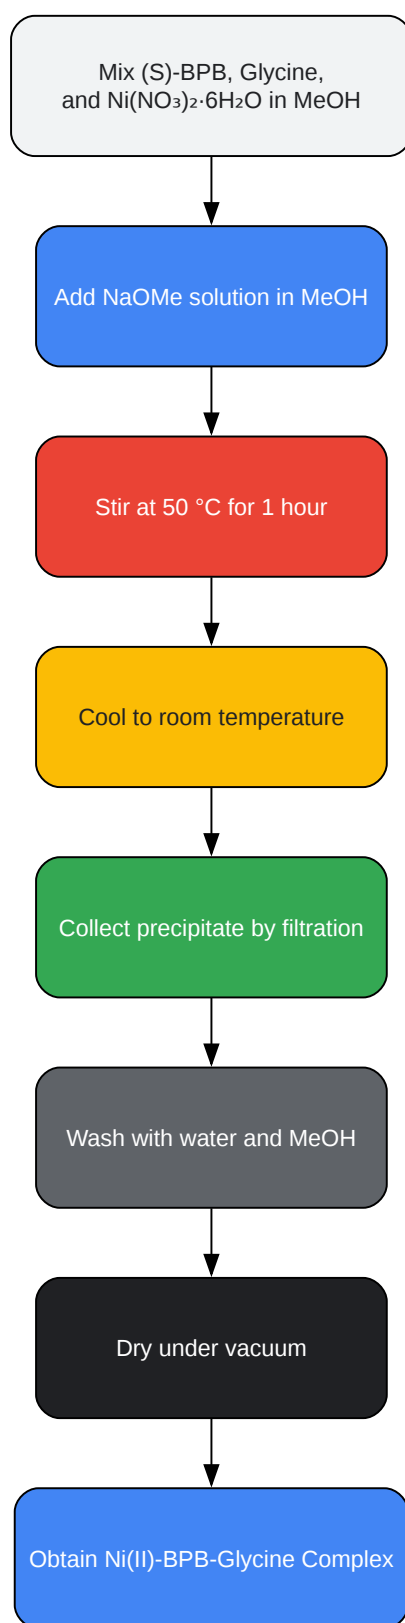 Mix (S)-BPB, Glycine,
and Ni(NO₃)₂·6H₂O in MeOH
Add NaOMe solution in MeOH
Stir at 50 °C for 1 hour
Cool to room temperature
Collect precipitate by filtration
Wash with water and MeOH
Dry under vacuum
Obtain Ni(II)-BPB-Glycine Complex